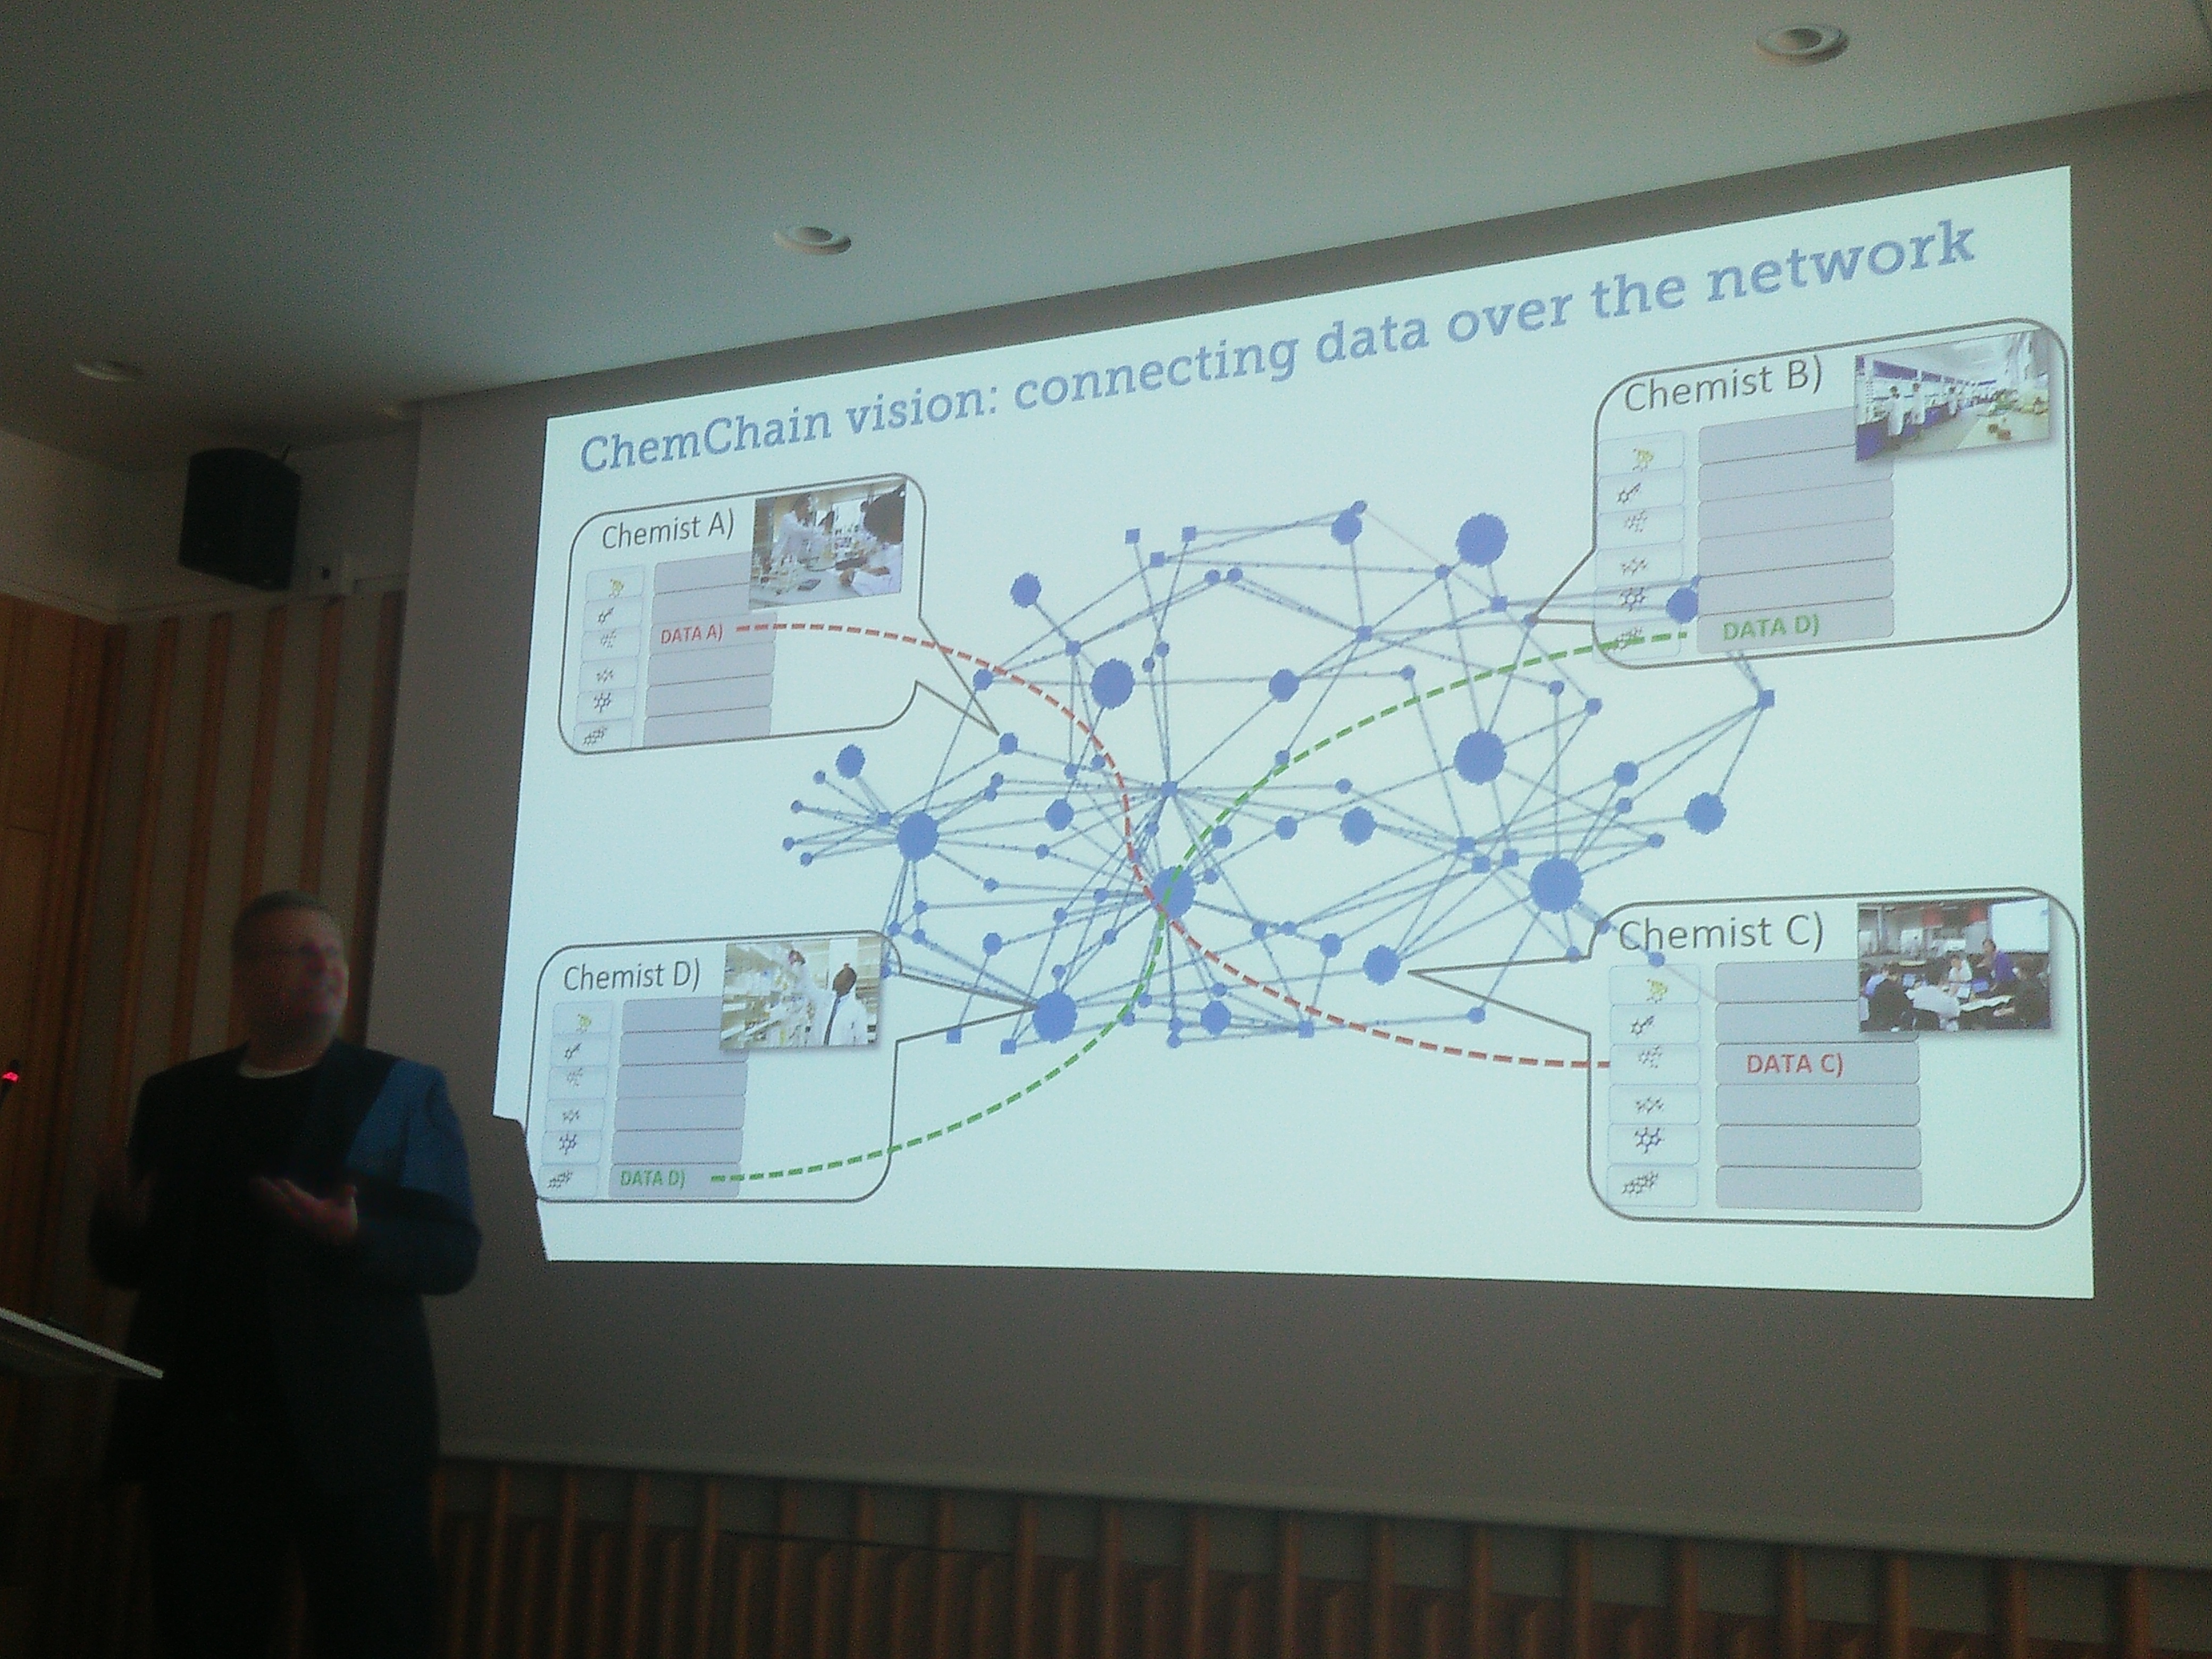 ChemChain vision: connecting data over the network
Chemist A)
DATA A)
Chemist B)
DATA D)
Chemist D)
DATA D)
Chemist C)
DATA C)